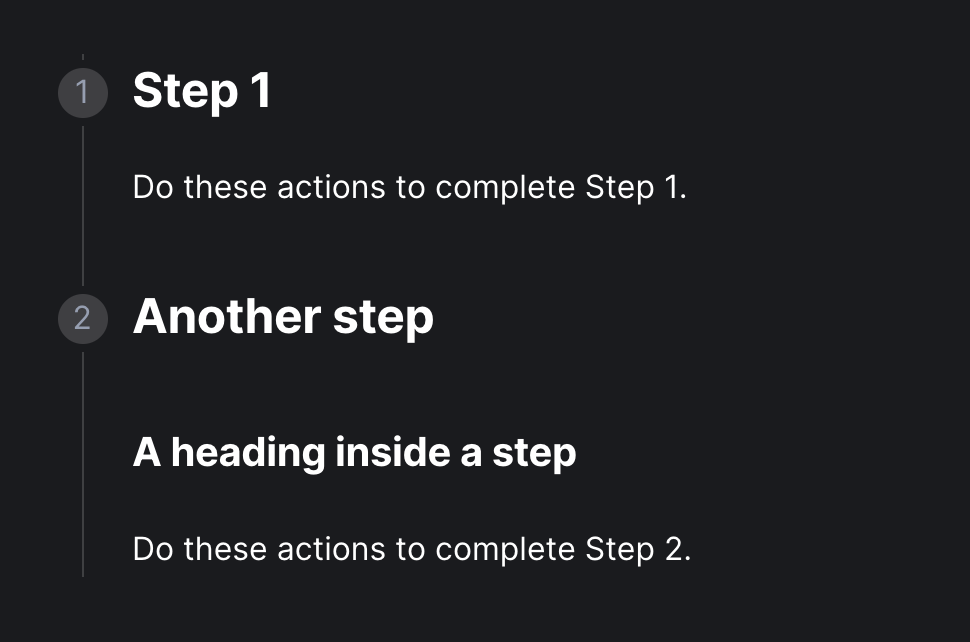 1 Step 1
Do these actions to complete Step 1.
2 Another step
A heading inside a step
Do these actions to complete Step 2.